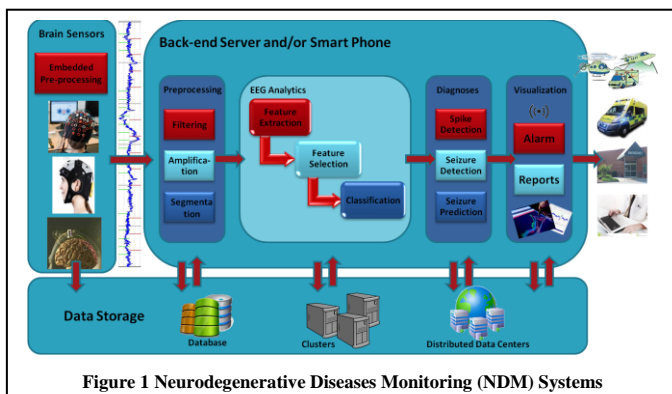 Brain Sensors
Embedded
Pre-processing
Back-end Server and/or Smart Phone
Preprocessing
Filtering
Amplifica-
tion
Segmenta
tion
EEG Analytics
Feature
Extraction
Feature
Selection
Classification
Diagnoses
Spike
Detection
Seizure
Detection
Seizure
Prediction
Visualization
Alarm
Reports
Data Storage
Database
Clusters
Distributed Data Centers
Figure 1 Neurodegenerative Diseases Monitoring (NDM) Systems